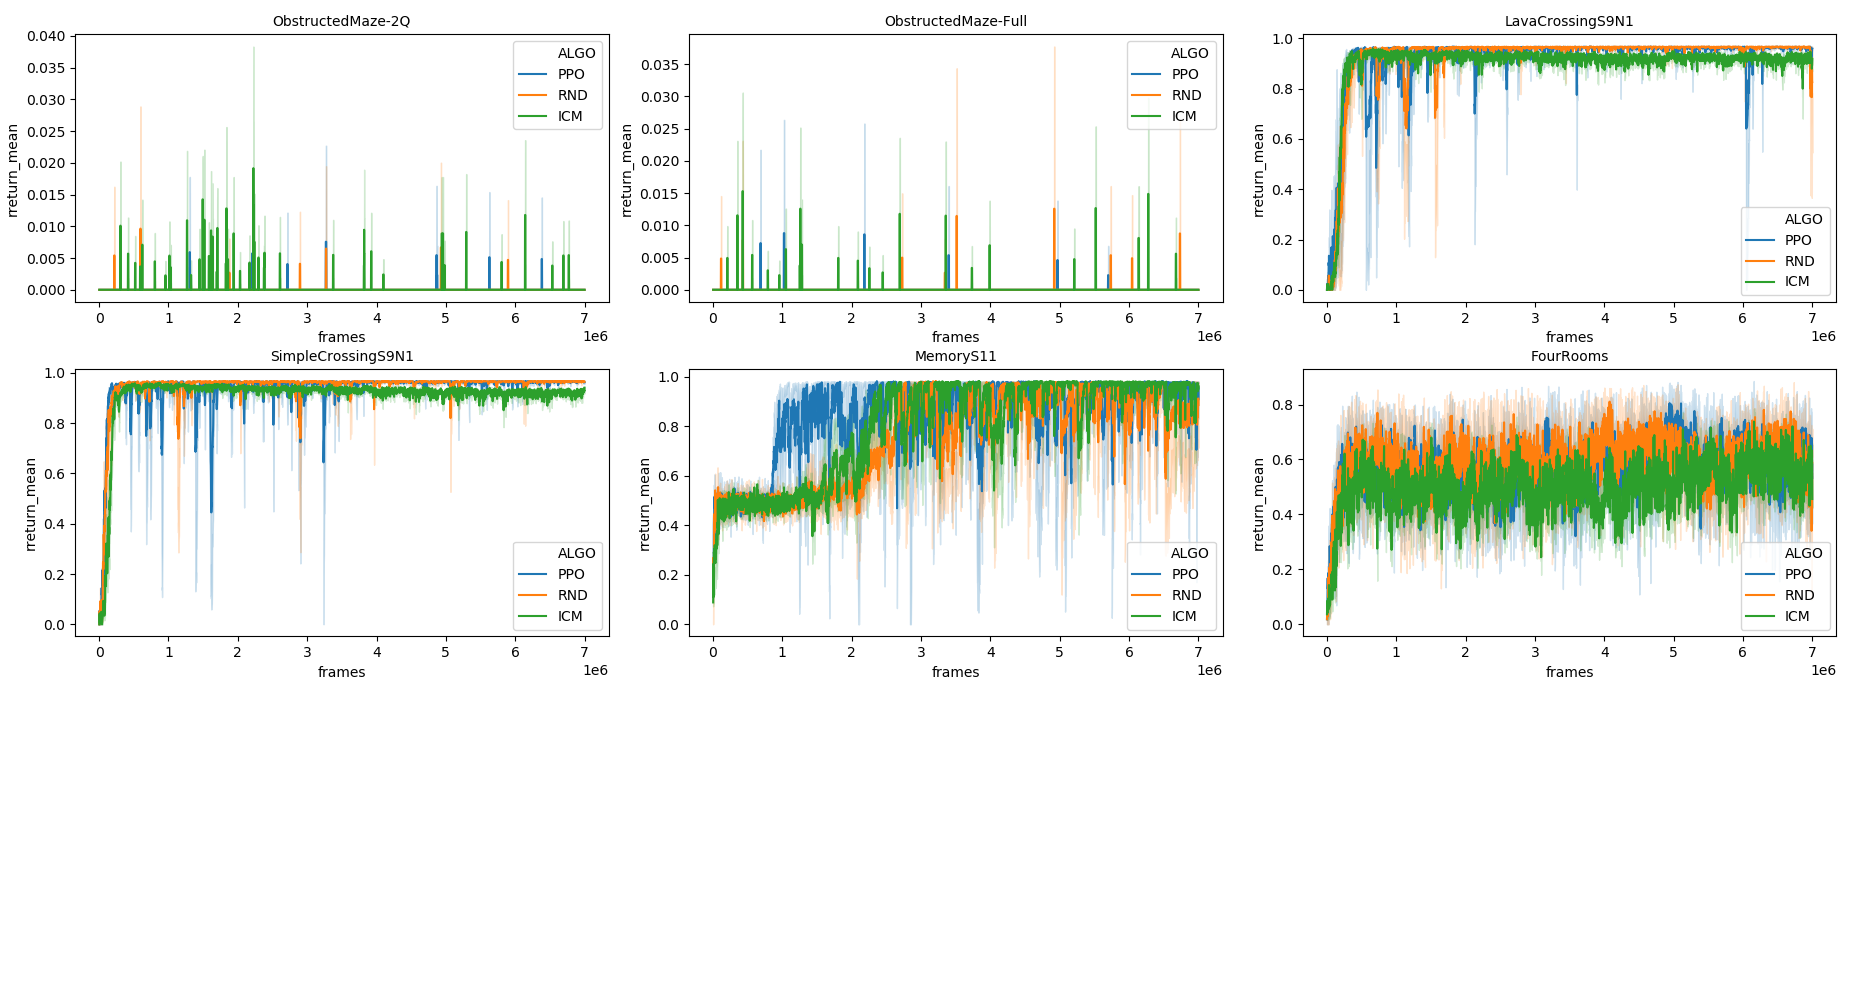 ObstructedMaze-2Q
0.040
0.035
0.030
0.025
0.020
0.015
0.010
0.005
0.000
rreturn_mean
ALGO
PPO
RND
ICM
0 1 2 3 4 5 6 7
1e6
frames
ObstructedMaze-Full
0.035
0.030
0.025
0.020
0.015
0.010
0.005
0.000
rreturn_mean
ALGO
PPO
RND
ICM
0 1 2 3 4 5 6 7
1e6
frames
LavaCrossingS9N1
1.0
0.8
0.6
0.4
0.2
0.0
rreturn_mean
ALGO
PPO
RND
ICM
0 1 2 3 4 5 6 7
1e6
frames
SimpleCrossingS9N1
1.0
0.8
0.6
0.4
0.2
0.0
rreturn_mean
ALGO
PPO
RND
ICM
0 1 2 3 4 5 6 7
1e6
frames
MemoryS11
1.0
0.8
0.6
0.4
0.2
0.0
rreturn_mean
ALGO
PPO
RND
ICM
0 1 2 3 4 5 6 7
1e6
frames
FourRooms
0.8
0.6
0.4
0.2
0.0
rreturn_mean
ALGO
PPO
RND
ICM
0 1 2 3 4 5 6 7
1e6
frames